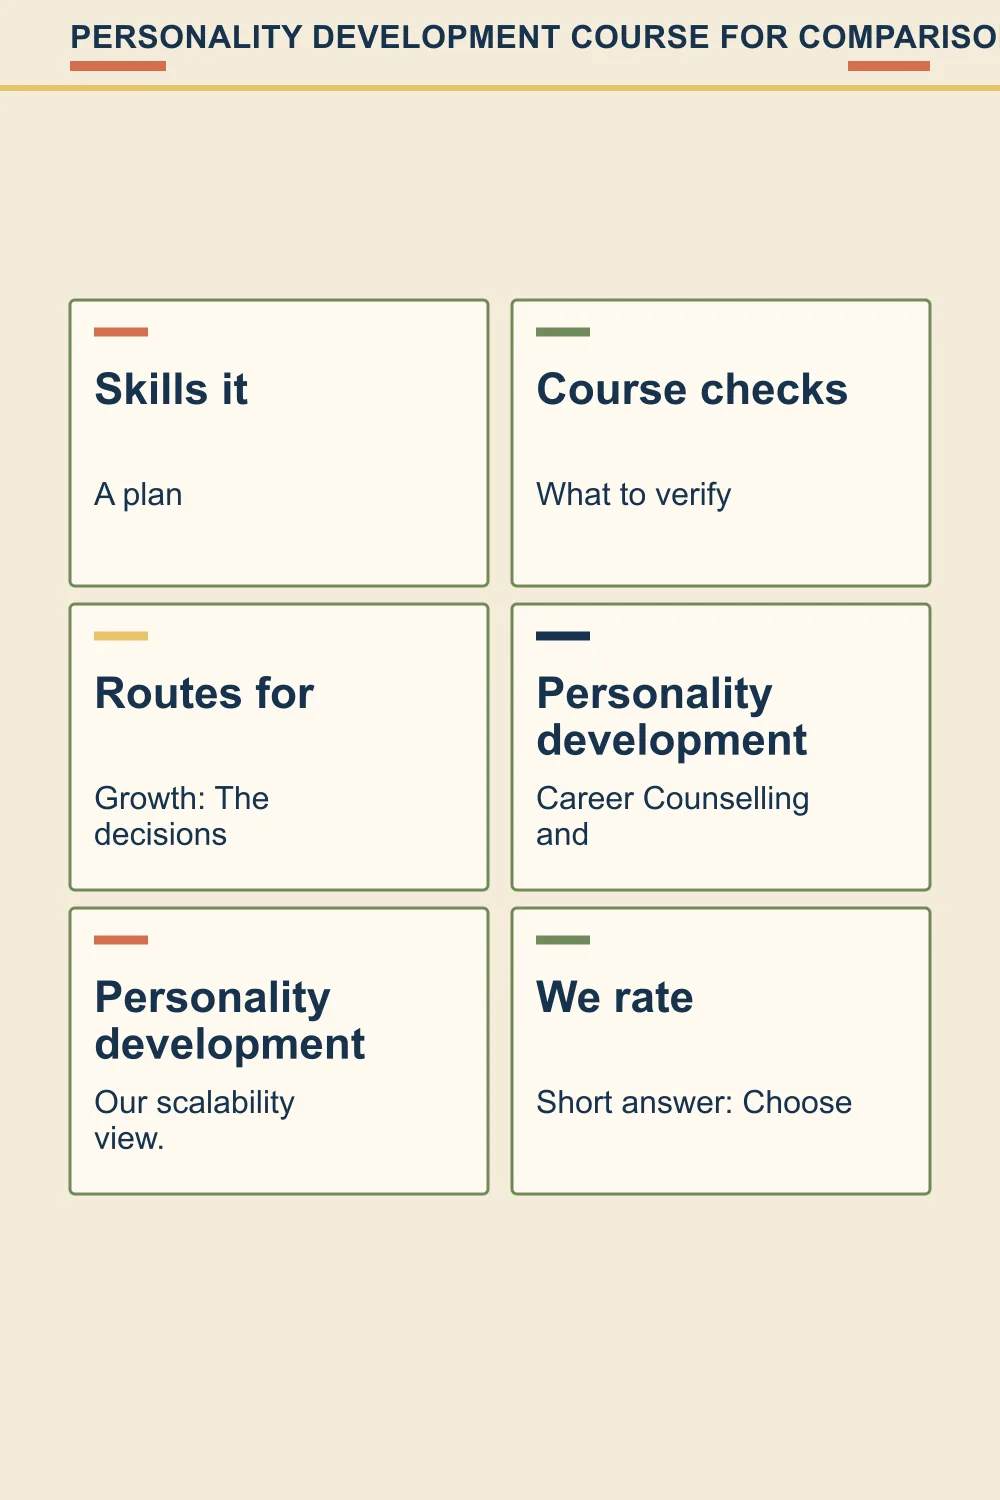 PERSONALITY DEVELOPMENT COURSE FOR COMPARISO
Skills it
A plan
Course checks
What to verify
Routes for
Growth: The
decisions
Personality
development
Career Counselling
and
Personality
development
Our scalability
view.
We rate
Short answer: Choose